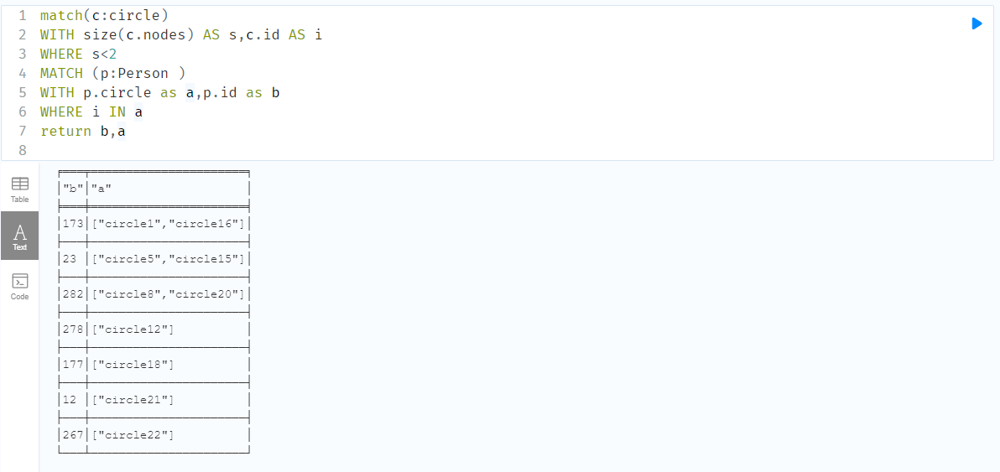 1 match(c:circle)
2 WITH size(c.nodes) AS s,c.id AS i
3 WHERE s<2
4 MATCH (p:Person )
5 WITH p.circle as a,p.id as b
6 WHERE i IN a
7 return b,a
8
Table
A
Text
Code
"b" "a"
173 ["circle1","circle16"]
23 ["circle5","circle15"]
282 ["circle8","circle20"]
278 ["circle12"]
177 ["circle18"]
12 ["circle21"]
267 ["circle22"]